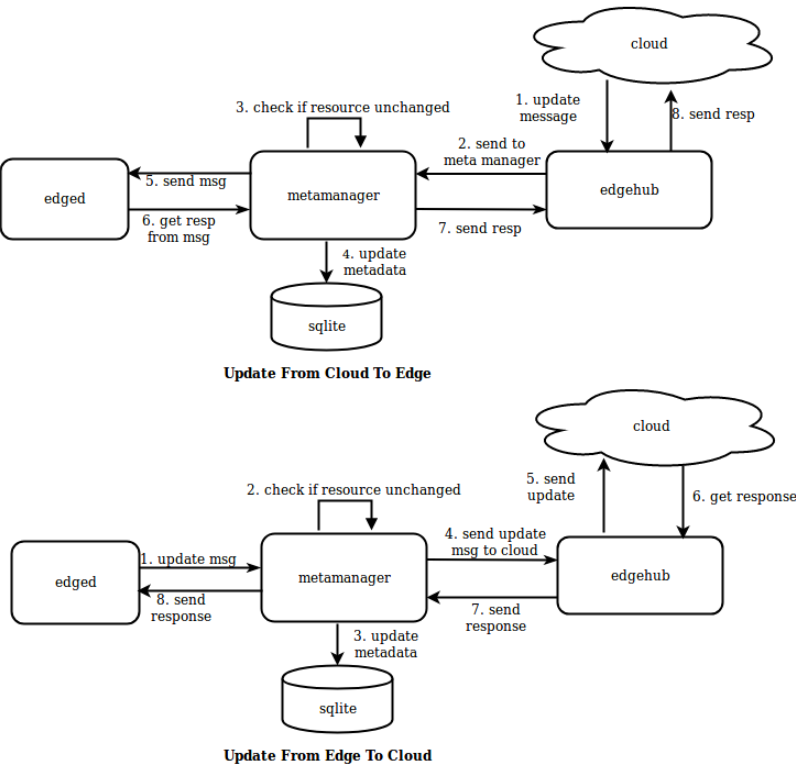 cloud
1. update
message
8. send resp
3. check if resource unchanged
2. send to
meta manager
edged
5. send msg
6. get resp
from msg
metamanager
7. send resp
edgehub
4. update
metadata
sqlite
Update From Cloud To Edge
cloud
5. send
update
6. get response
2. check if resource unchanged
4. send update
msg to cloud
edged
1. update msg
8. send
response
metamanager
7. send
response
edgehub
3. update
metadata
sqlite
Update From Edge To Cloud